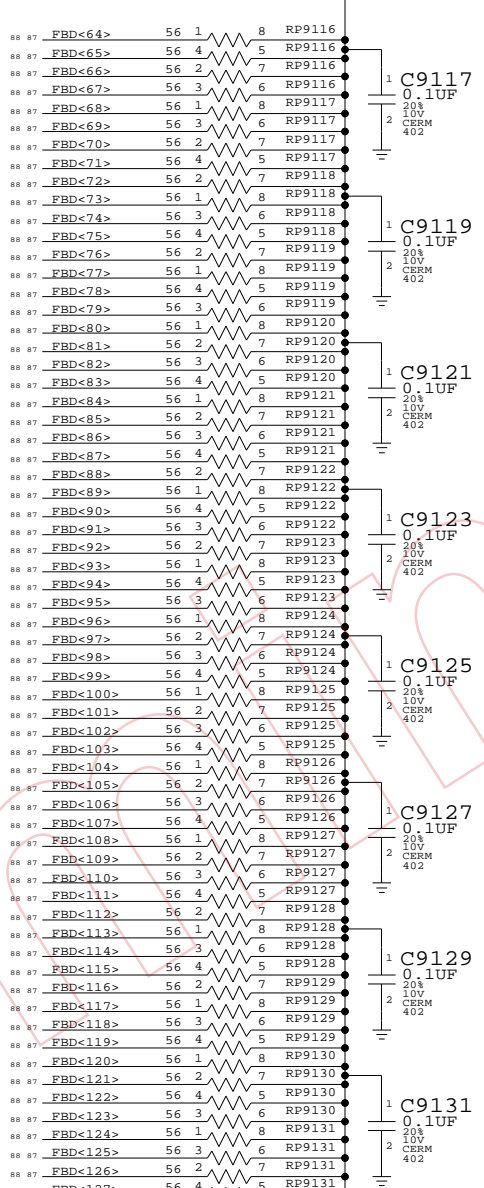 88 87 FBD<64> 56 1 8 RP9116
88 87 FBD<65> 56 4 5 RP9116
88 87 FBD<66> 56 2 7 RP9116
88 87 FBD<67> 56 3 6 RP9116
88 87 FBD<68> 56 1 8 RP9117
88 87 FBD<69> 56 3 6 RP9117
88 87 FBD<70> 56 2 7 RP9117
88 87 FBD<71> 56 4 5 RP9117
88 87 FBD<72> 56 2 7 RP9118
88 87 FBD<73> 56 1 8 RP9118
88 87 FBD<74> 56 3 6 RP9118
88 87 FBD<75> 56 4 5 RP9118
88 87 FBD<76> 56 2 7 RP9119
88 87 FBD<77> 56 1 8 RP9119
88 87 FBD<78> 56 4 5 RP9119
88 87 FBD<79> 56 3 6 RP9119
88 87 FBD<80> 56 1 8 RP9120
88 87 FBD<81> 56 2 7 RP9120
88 87 FBD<82> 56 3 6 RP9120
88 87 FBD<83> 56 4 5 RP9120
88 87 FBD<84> 56 1 8 RP9121
88 87 FBD<85> 56 2 7 RP9121
88 87 FBD<86> 56 3 6 RP9121
88 87 FBD<87> 56 4 5 RP9121
88 87 FBD<88> 56 2 7 RP9122
88 87 FBD<89> 56 1 8 RP9122
88 87 FBD<90> 56 4 5 RP9122
88 87 FBD<91> 56 3 6 RP9122
88 87 FBD<92> 56 2 7 RP9123
88 87 FBD<93> 56 1 8 RP9123
88 87 FBD<94> 56 4 5 RP9123
88 87 FBD<95> 56 3 6 RP9123
88 87 FBD<96> 56 1 8 RP9124
88 87 FBD<97> 56 2 7 RP9124
88 87 FBD<98> 56 3 6 RP9124
88 87 FBD<99> 56 4 5 RP9124
88 87 FBD<100> 56 1 8 RP9125
88 87 FBD<101> 56 2 7 RP9125
88 87 FBD<102> 56 3 6 RP9125
88 87 FBD<103> 56 4 5 RP9125
88 87 FBD<104> 56 1 8 RP9126
88 87 FBD<105> 56 2 7 RP9126
88 87 FBD<106> 56 3 6 RP9126
88 87 FBD<107> 56 4 5 RP9126
88 87 FBD<108> 56 1 8 RP9127
88 87 FBD<109> 56 2 7 RP9127
88 87 FBD<110> 56 3 6 RP9127
88 87 FBD<111> 56 4 5 RP9127
88 87 FBD<112> 56 2 7 RP9128
88 87 FBD<113> 56 1 8 RP9128
88 87 FBD<114> 56 3 6 RP9128
88 87 FBD<115> 56 4 5 RP9128
88 87 FBD<116> 56 2 7 RP9129
88 87 FBD<117> 56 1 8 RP9129
88 87 FBD<118> 56 3 6 RP9129
88 87 FBD<119> 56 4 5 RP9129
88 87 FBD<120> 56 1 8 RP9130
88 87 FBD<121> 56 2 7 RP9130
88 87 FBD<122> 56 4 5 RP9130
88 87 FBD<123> 56 3 6 RP9130
88 87 FBD<124> 56 1 8 RP9131
88 87 FBD<125> 56 3 6 RP9131
88 87 FBD<126> 56 2 7 RP9131
56 4 5 RP9131
1 C9117
0.1UF
20%
10V
2 CERM
402
1 C9119
0.1UF
20%
10V
2 CERM
402
1 C9121
0.1UF
20%
10V
2 CERM
402
1 C9123
0.1UF
20%
10V
2 CERM
402
1 C9125
0.1UF
20%
10V
2 CERM
402
1 C9127
0.1UF
20%
10V
2 CERM
402
1 C9129
0.1UF
20%
10V
2 CERM
402
1 C9131
0.1UF
20%
10V
2 CERM
402